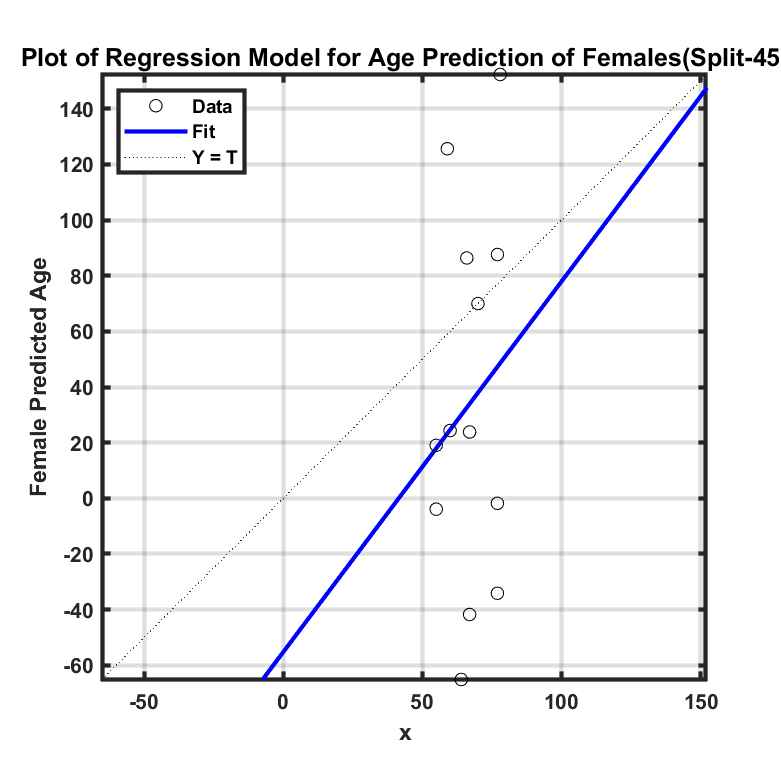 Plot of Regression Model for Age Prediction of Females(Split-45
Data
Fit
Y = T
140
120
100
80
60
40
20
0
-20
-40
-60
Female Predicted Age
-50 0 50 100 150
x